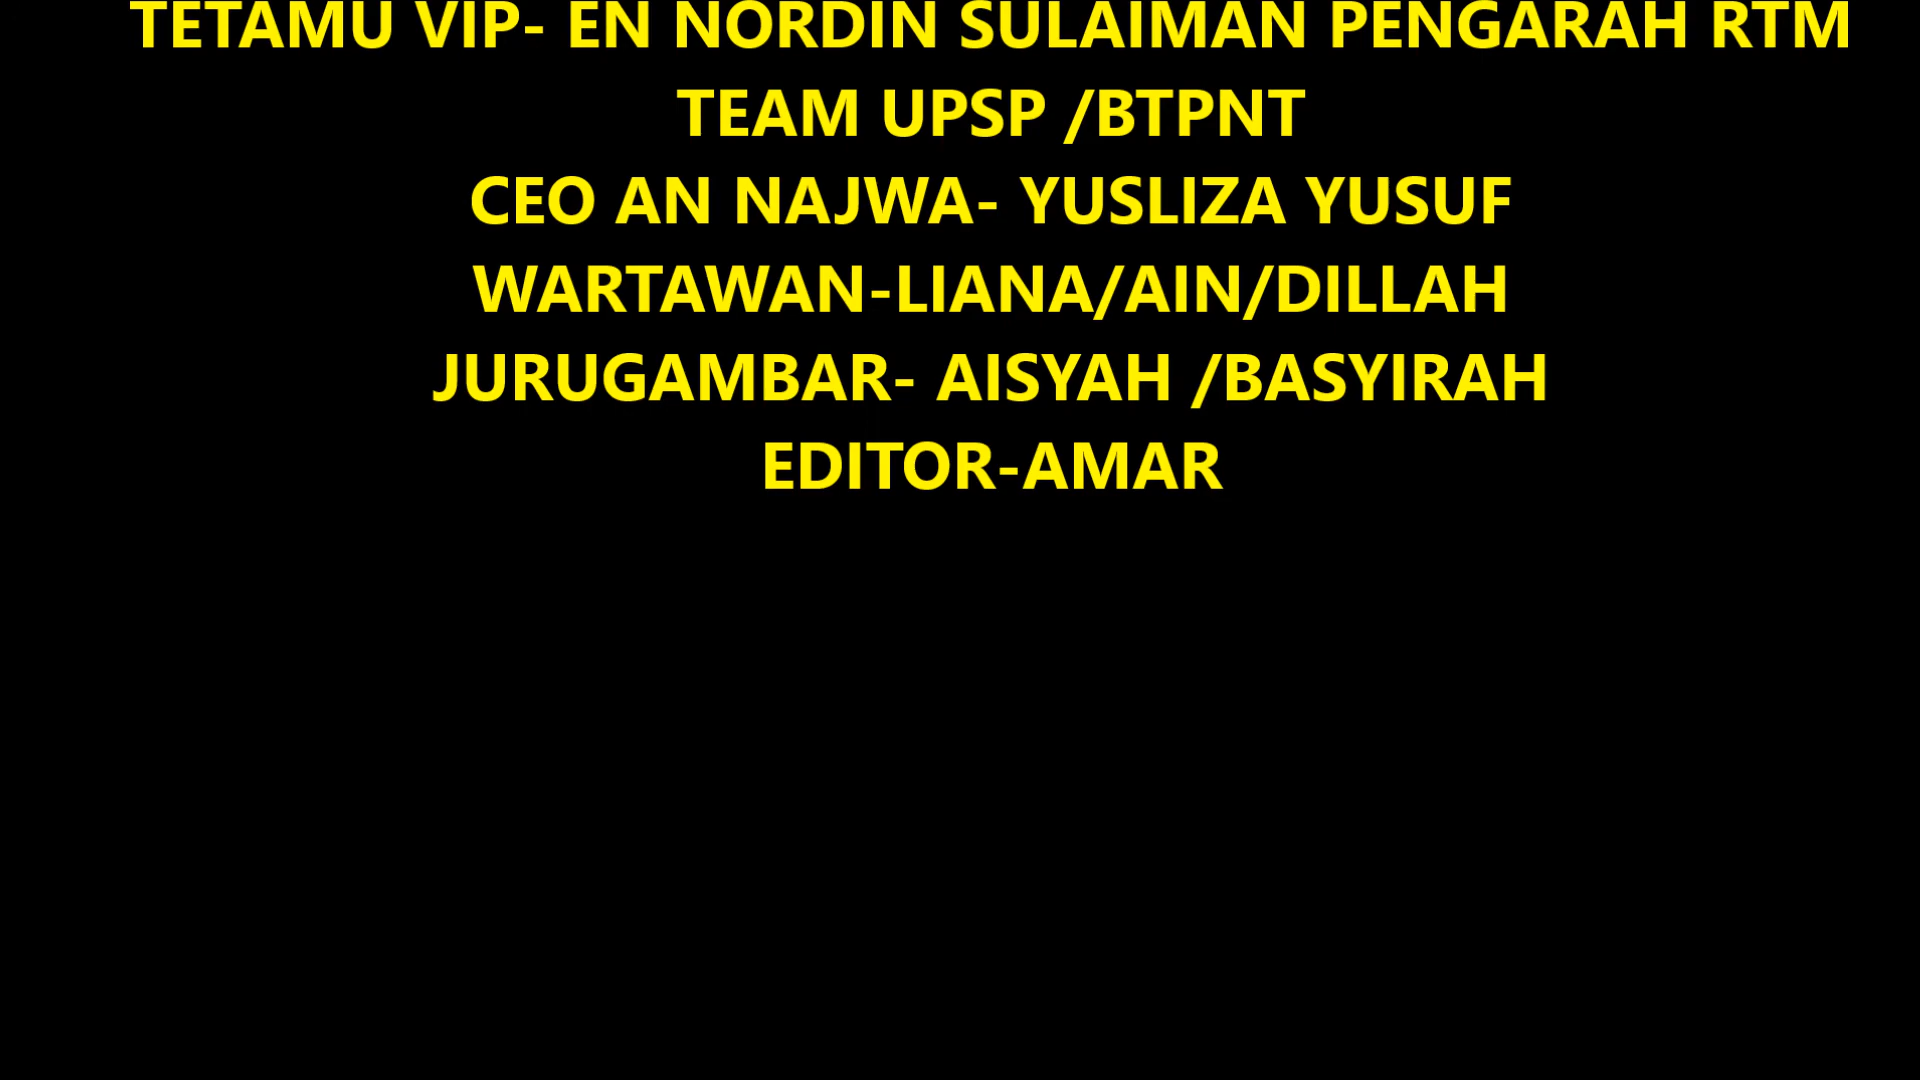 TETAMU VIP- EN NORDIN SULAIMAN PENGARAH RTM
TEAM UPSP /BTPNT
CEO AN NAJWA- YUSLIZA YUSUF
WARTAWAN-LIANA/AIN/DILLAH
JURUGAMBAR- AISYAH /BASYIRAH
EDITOR-AMAR